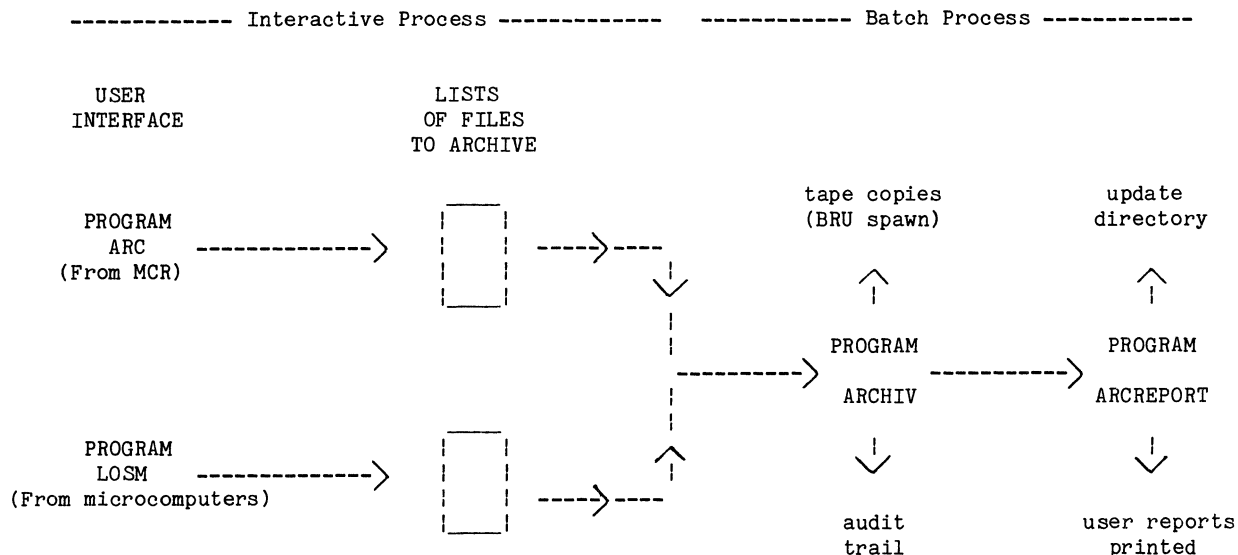 Interactive Process
Batch Process
USER
INTERFACE
LISTS
OF FILES
TO ARCHIVE
PROGRAM
ARC
(From MCR)
tape copies
(BRU spawn)
update
directory
PROGRAM
ARCHIV
PROGRAM
ARCREPORT
PROGRAM
LOSM
(From microcomputers)
audit
trail
user reports
printed